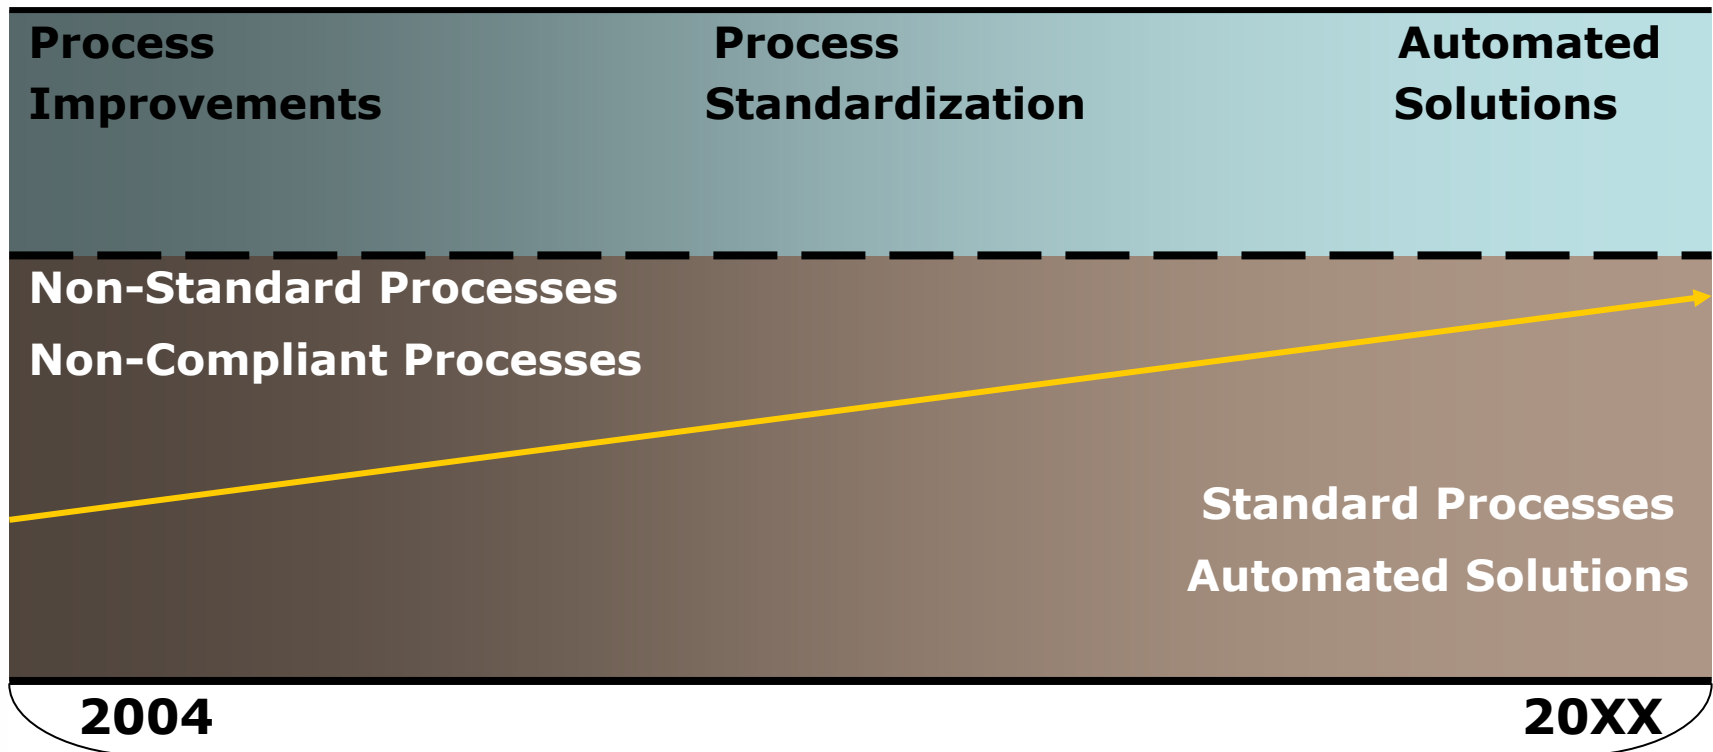 Process
Improvements
Process
Standardization
Automated
Solutions
Non-Standard Processes
Non-Compliant Processes
Standard Processes
Automated Solutions
2004
20XX